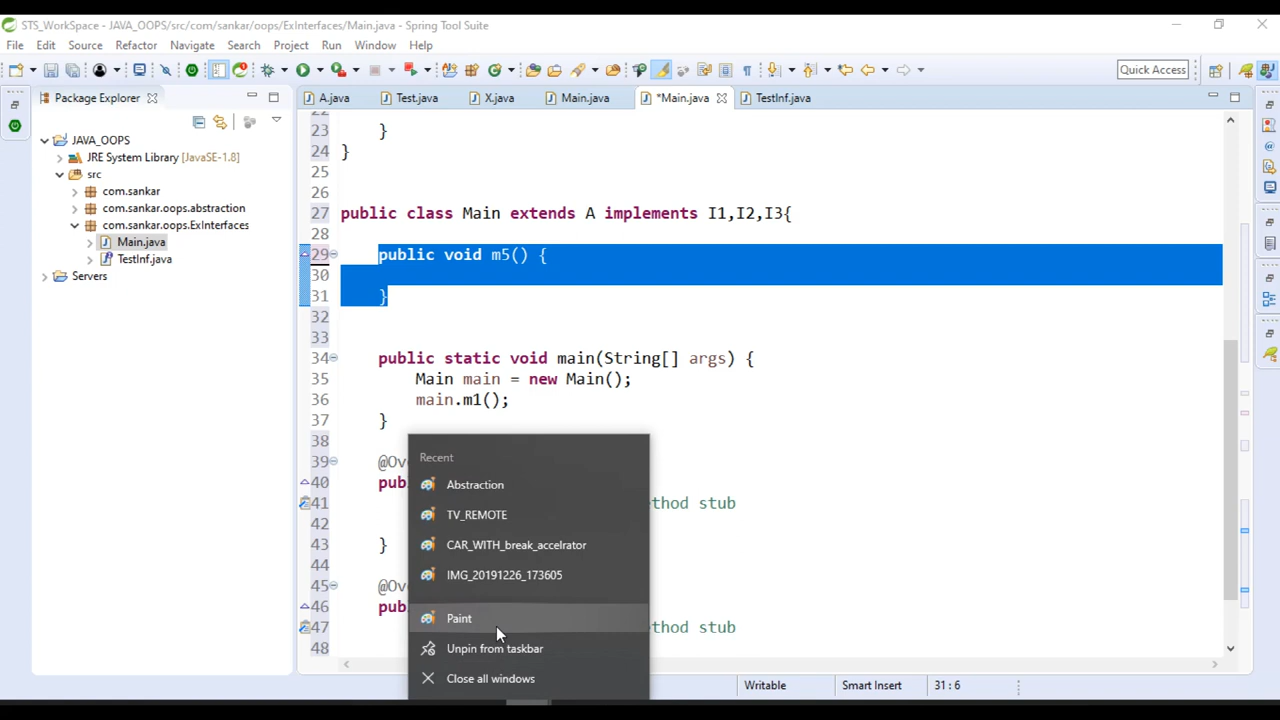 STS_WorkSpace - JAVA_OOPS/src/com/sankar/oops/ExInterfaces/Main.java - Spring Tool Suite
File Edit Source Refactor Navigate Search Project Run Window Help
Quick Access
Package Explorer
A.java Test.java X.java Main.java *Main.java TestInf.java
JAVA_OOPS
JRE System Library [JavaSE-1.8]
src
com.sankar
com.sankar.oops.abstraction
com.sankar.oops.ExInterfaces
Main.java
TestInf.java
Servers
22
23 }
24 }
25
26
27 public class Main extends A implements I1,I2,I3{
28
29 public void m5() {
30
31 }
32
33
34 public static void main(String[] args) {
35 Main main = new Main();
36 main.m1();
37 }
38
39 @Ov
40 pub
41 thod stub
42
43 }
44
45 @Ov
46 pub
47 thod stub
48
Recent
Abstraction
TV_REMOTE
CAR_WITH_break_accelrator
IMG_20191226_173605
Paint
Unpin from taskbar
Close all windows
Writable Smart Insert 31 : 6